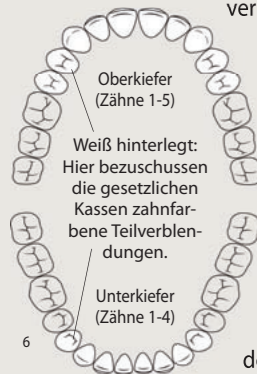 ver
Oberkiefer
(Zähne 1-5)
Weiß hinterlegt:
Hier bezuschussen
die gesetzlichen
Kassen zahnfar-
bene Teilverblen-
dungen.
Unterkiefer
(Zähne 1-4)
6
de